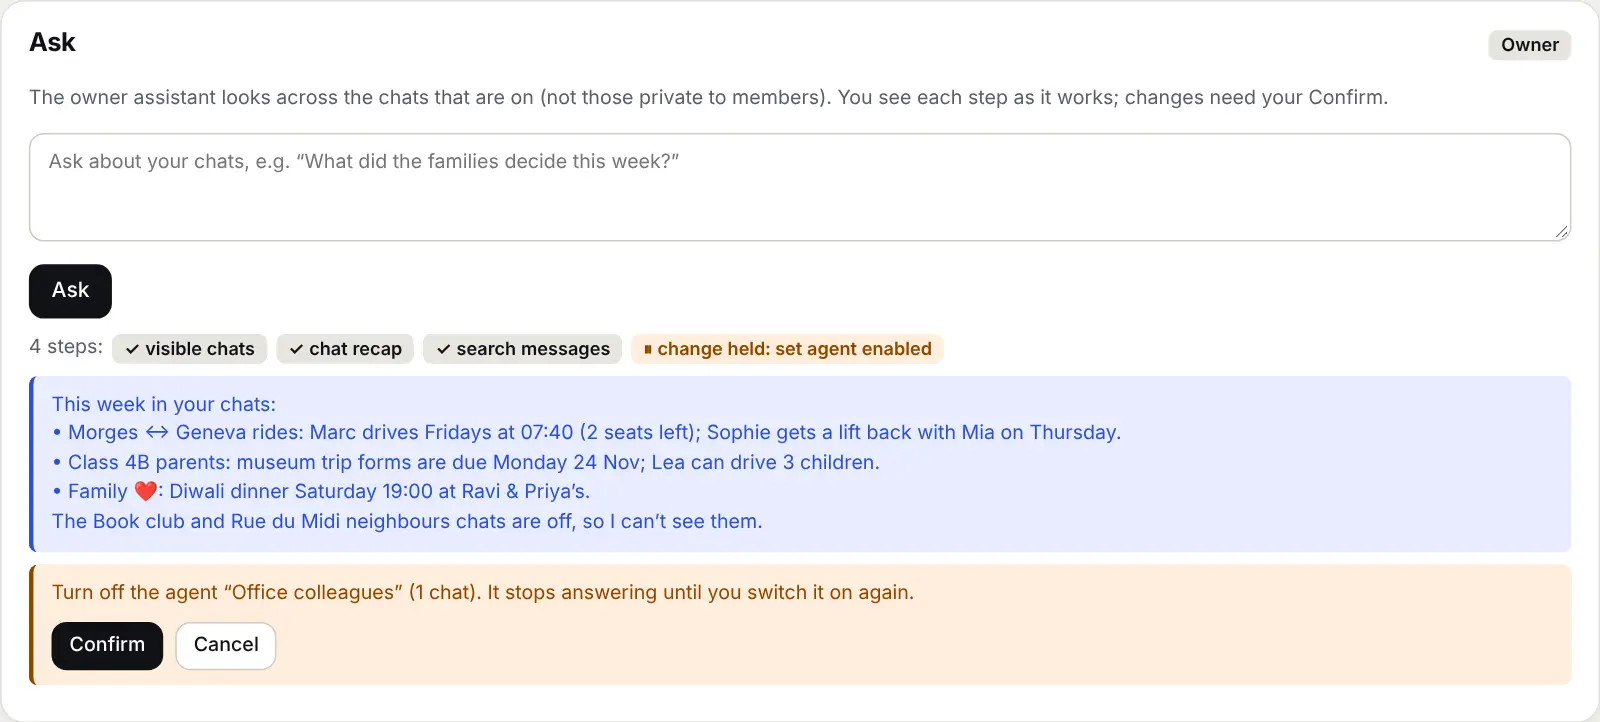 Ask
Owner
The owner assistant looks across the chats that are on (not those private to members). You see each step as it works; changes need your Confirm.
Ask about your chats, e.g. “What did the families decide this week?”
Ask
4 steps: ✓ visible chats ✓ chat recap ✓ search messages ⏸ change held: set agent enabled
This week in your chats:
• Morges ↔ Geneva rides: Marc drives Fridays at 07:40 (2 seats left); Sophie gets a lift back with Mia on Thursday.
• Class 4B parents: museum trip forms are due Monday 24 Nov; Lea can drive 3 children.
• Family ❤️: Diwali dinner Saturday 19:00 at Ravi & Priya’s.
The Book club and Rue du Midi neighbours chats are off, so I can’t see them.
Turn off the agent “Office colleagues” (1 chat). It stops answering until you switch it on again.
Confirm Cancel